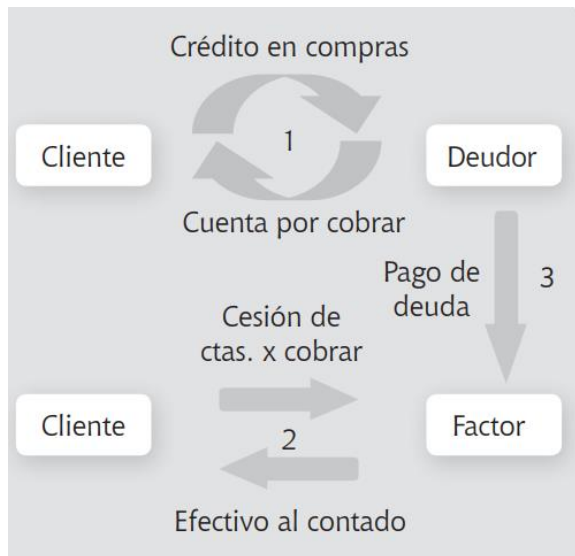 Crédito en compras
Cliente
1
Deudor
Cuenta por cobrar
Pago de
deuda
3
Cesión de
ctas. x cobrar
Cliente
2
Factor
Efectivo al contado